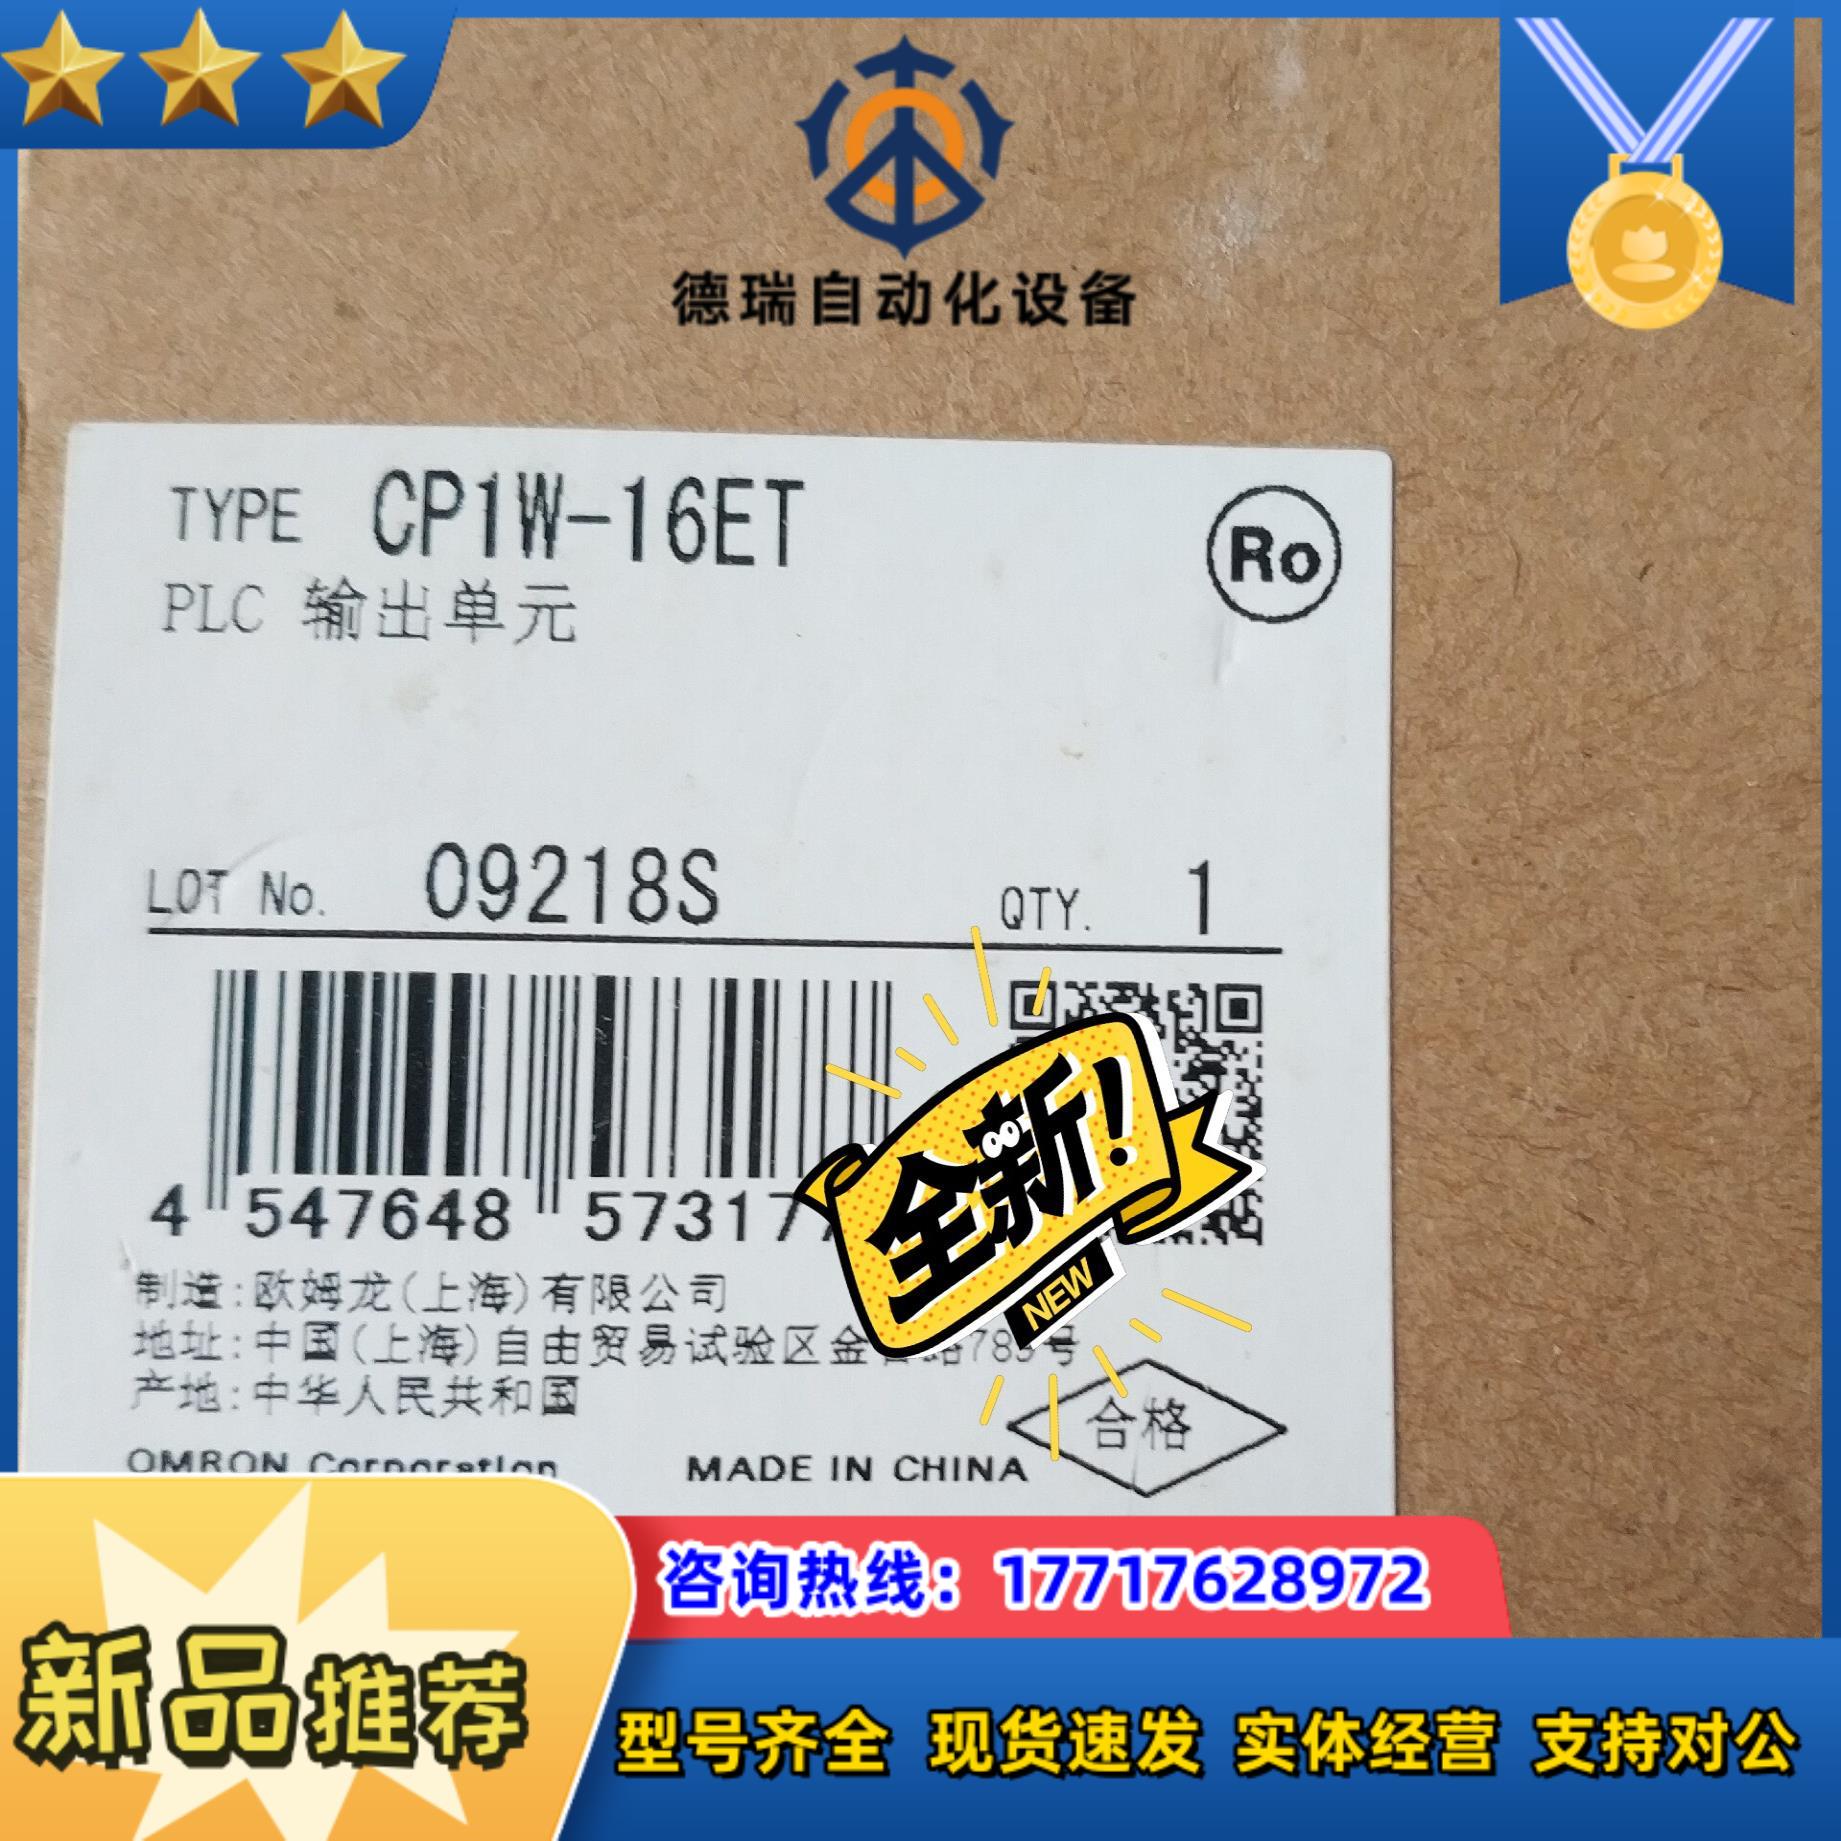 德瑞自动化设备
TYPE CP1W-16ET
Ro
PLC 输出单元
LOT No. 09218S QTY. 1
4 547648 57317
全新!
NEW
制造:欧姆龙(上海)有限公司
地址:中国(上海)自由贸易试验区金
号
产地:中华人民共和国
合格
OMRON Corporation MADE IN CHINA
咨询热线：17717628972
新品推荐
型号齐全 现货速发 实体经营 支持对公